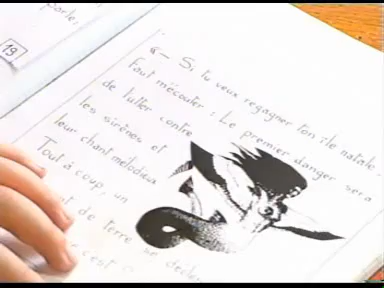 parle,
19
" – Si tu veux regagner ton île natale,
faut m'écouter : Le premier danger sera
de lutter contre
les sirènes et
leur chant mélodieux
Tout à coup, un
de terre se
c'est